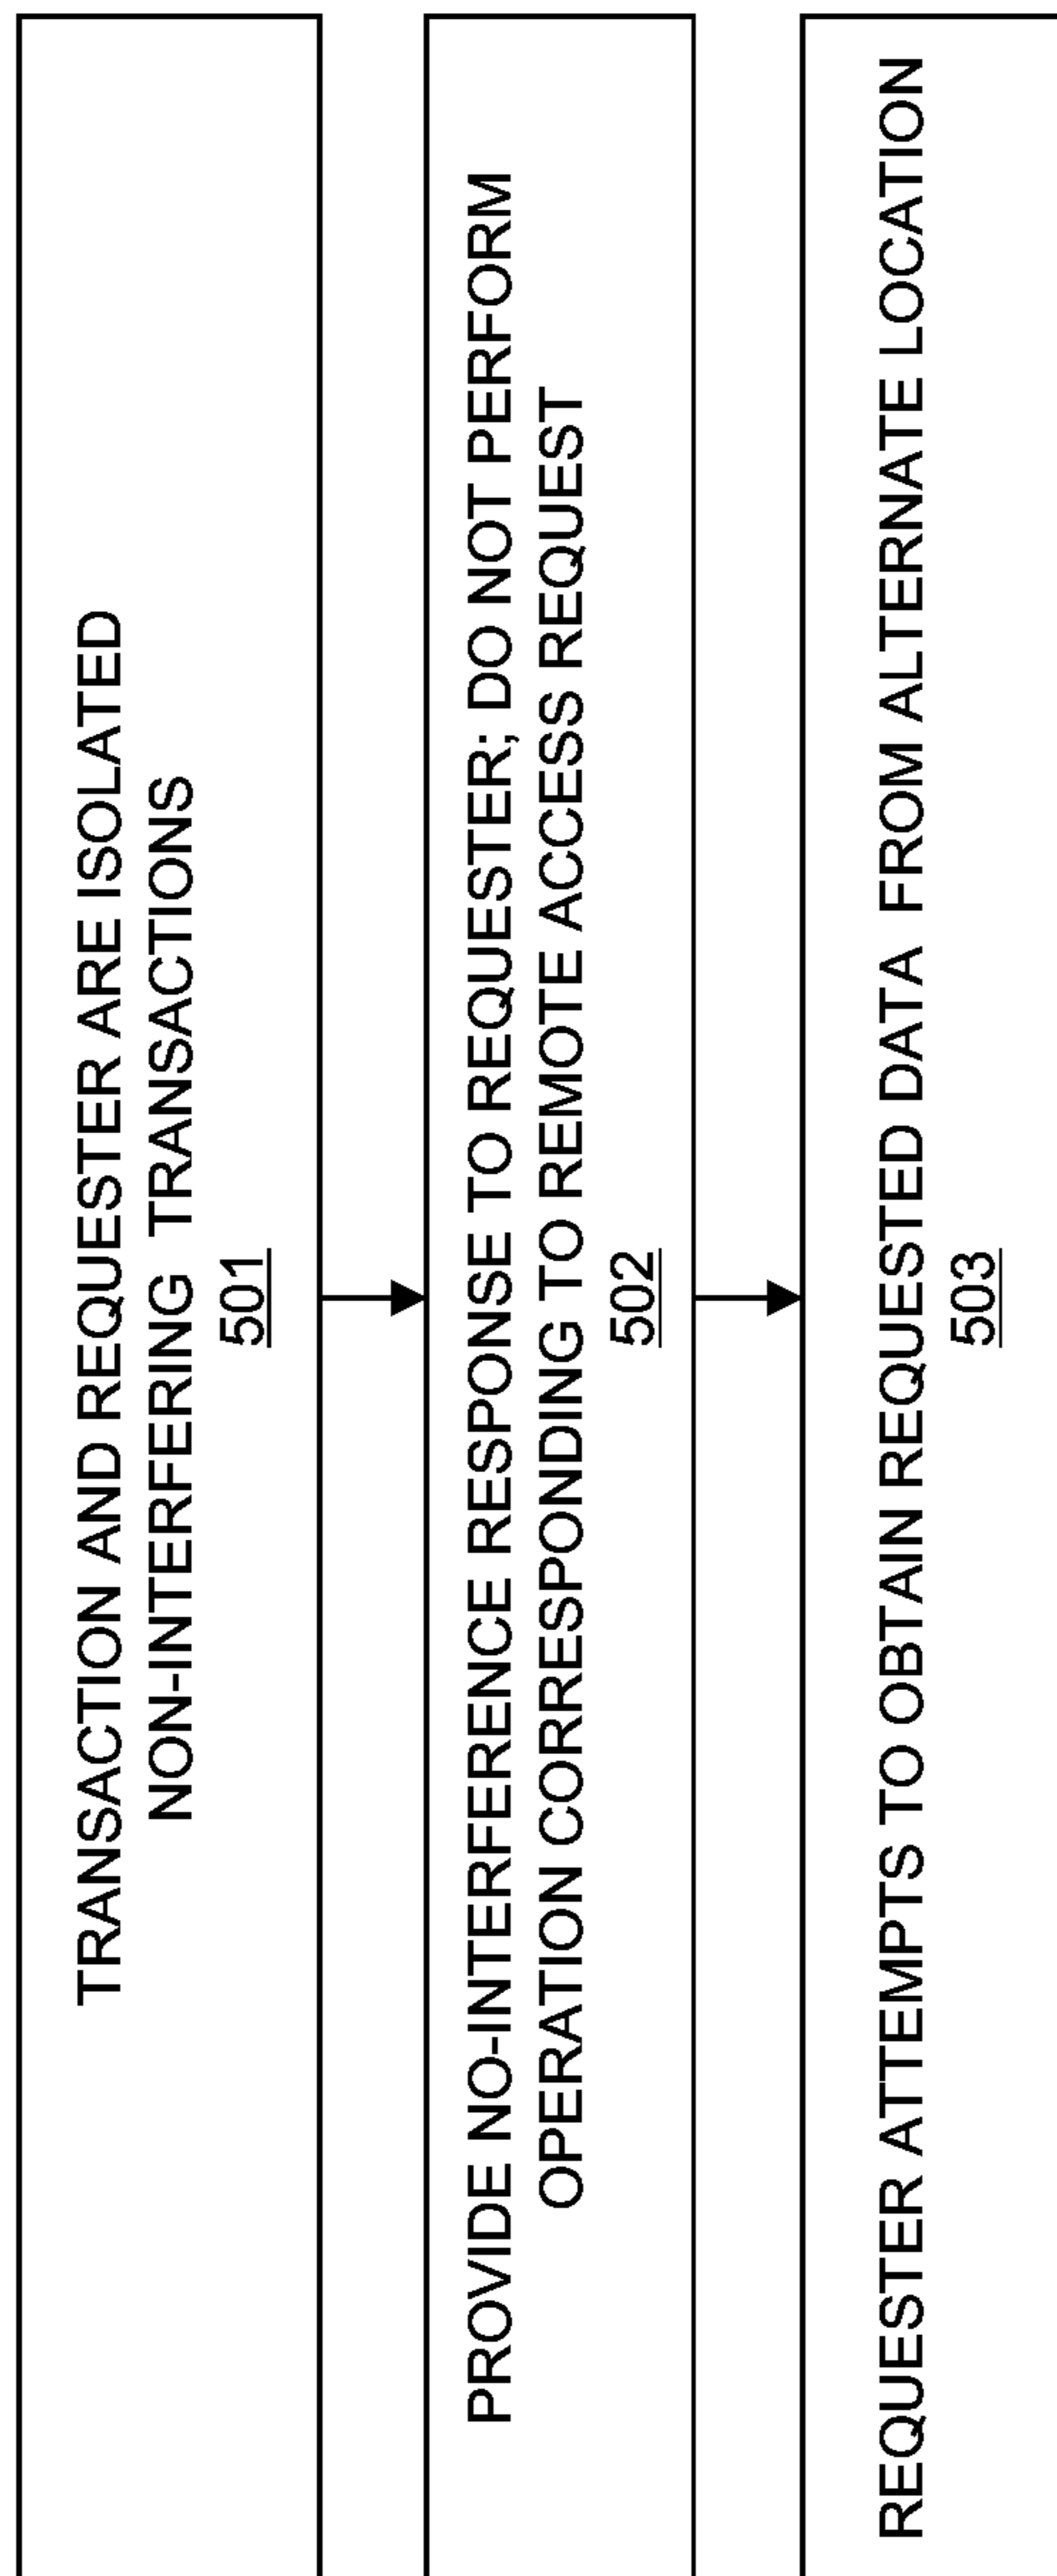 TRANSACTION AND REQUESTER ARE ISOLATED
NON-INTERFERING TRANSACTIONS
501
PROVIDE NO-INTERFERENCE RESPONSE TO REQUESTER; DO NOT PERFORM
OPERATION CORRESPONDING TO REMOTE ACCESS REQUEST
502
REQUESTER ATTEMPTS TO OBTAIN REQUESTED DATA FROM ALTERNATE LOCATION
503